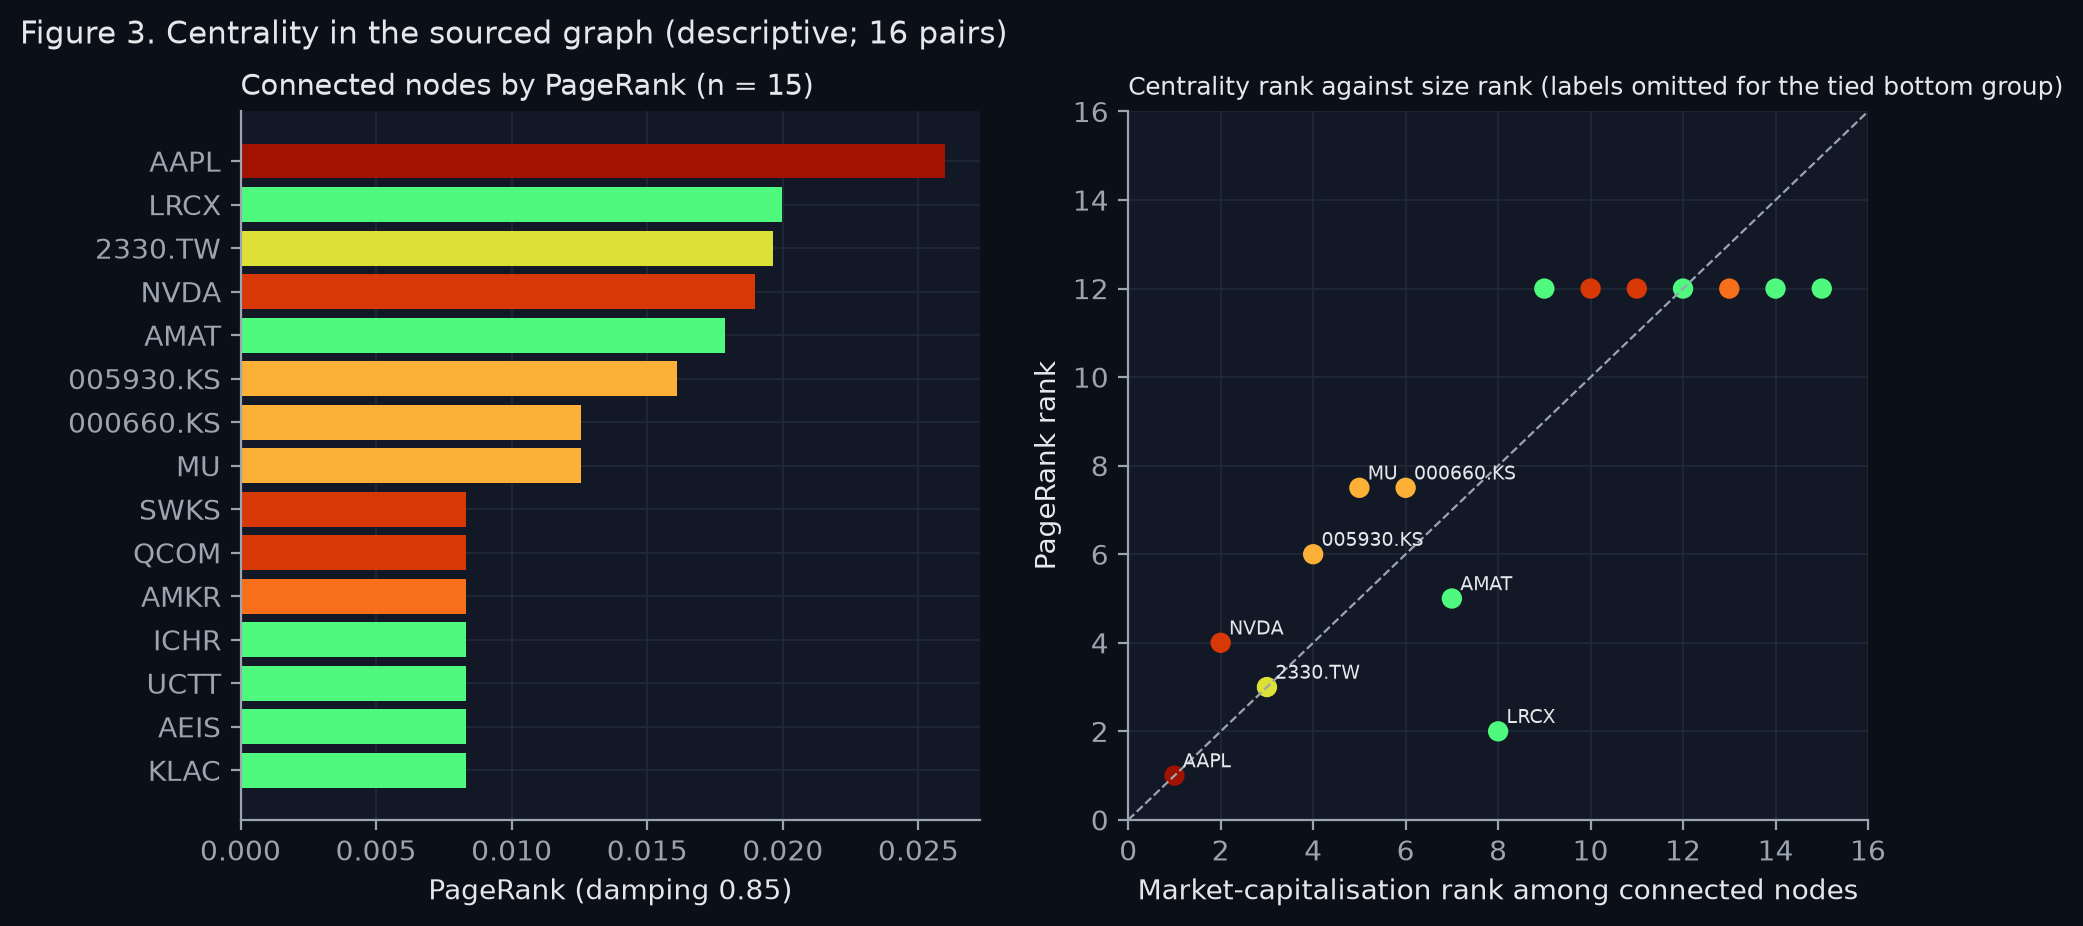 Figure 3. Centrality in the sourced graph (descriptive; 16 pairs)
Connected nodes by PageRank (n = 15)
AAPL
LRCX
2330.TW
NVDA
AMAT
005930.KS
000660.KS
MU
SWKS
QCOM
AMKR
ICHR
UCTT
AEIS
KLAC
0.000 0.005 0.010 0.015 0.020 0.025
PageRank (damping 0.85)
Centrality rank against size rank (labels omitted for the tied bottom group)
PageRank rank
16
14
12
10
8
6
4
2
0
MU 000660.KS
005930.KS
AMAT
NVDA
2330.TW
LRCX
AAPL
0 2 4 6 8 10 12 14 16
Market-capitalisation rank among connected nodes